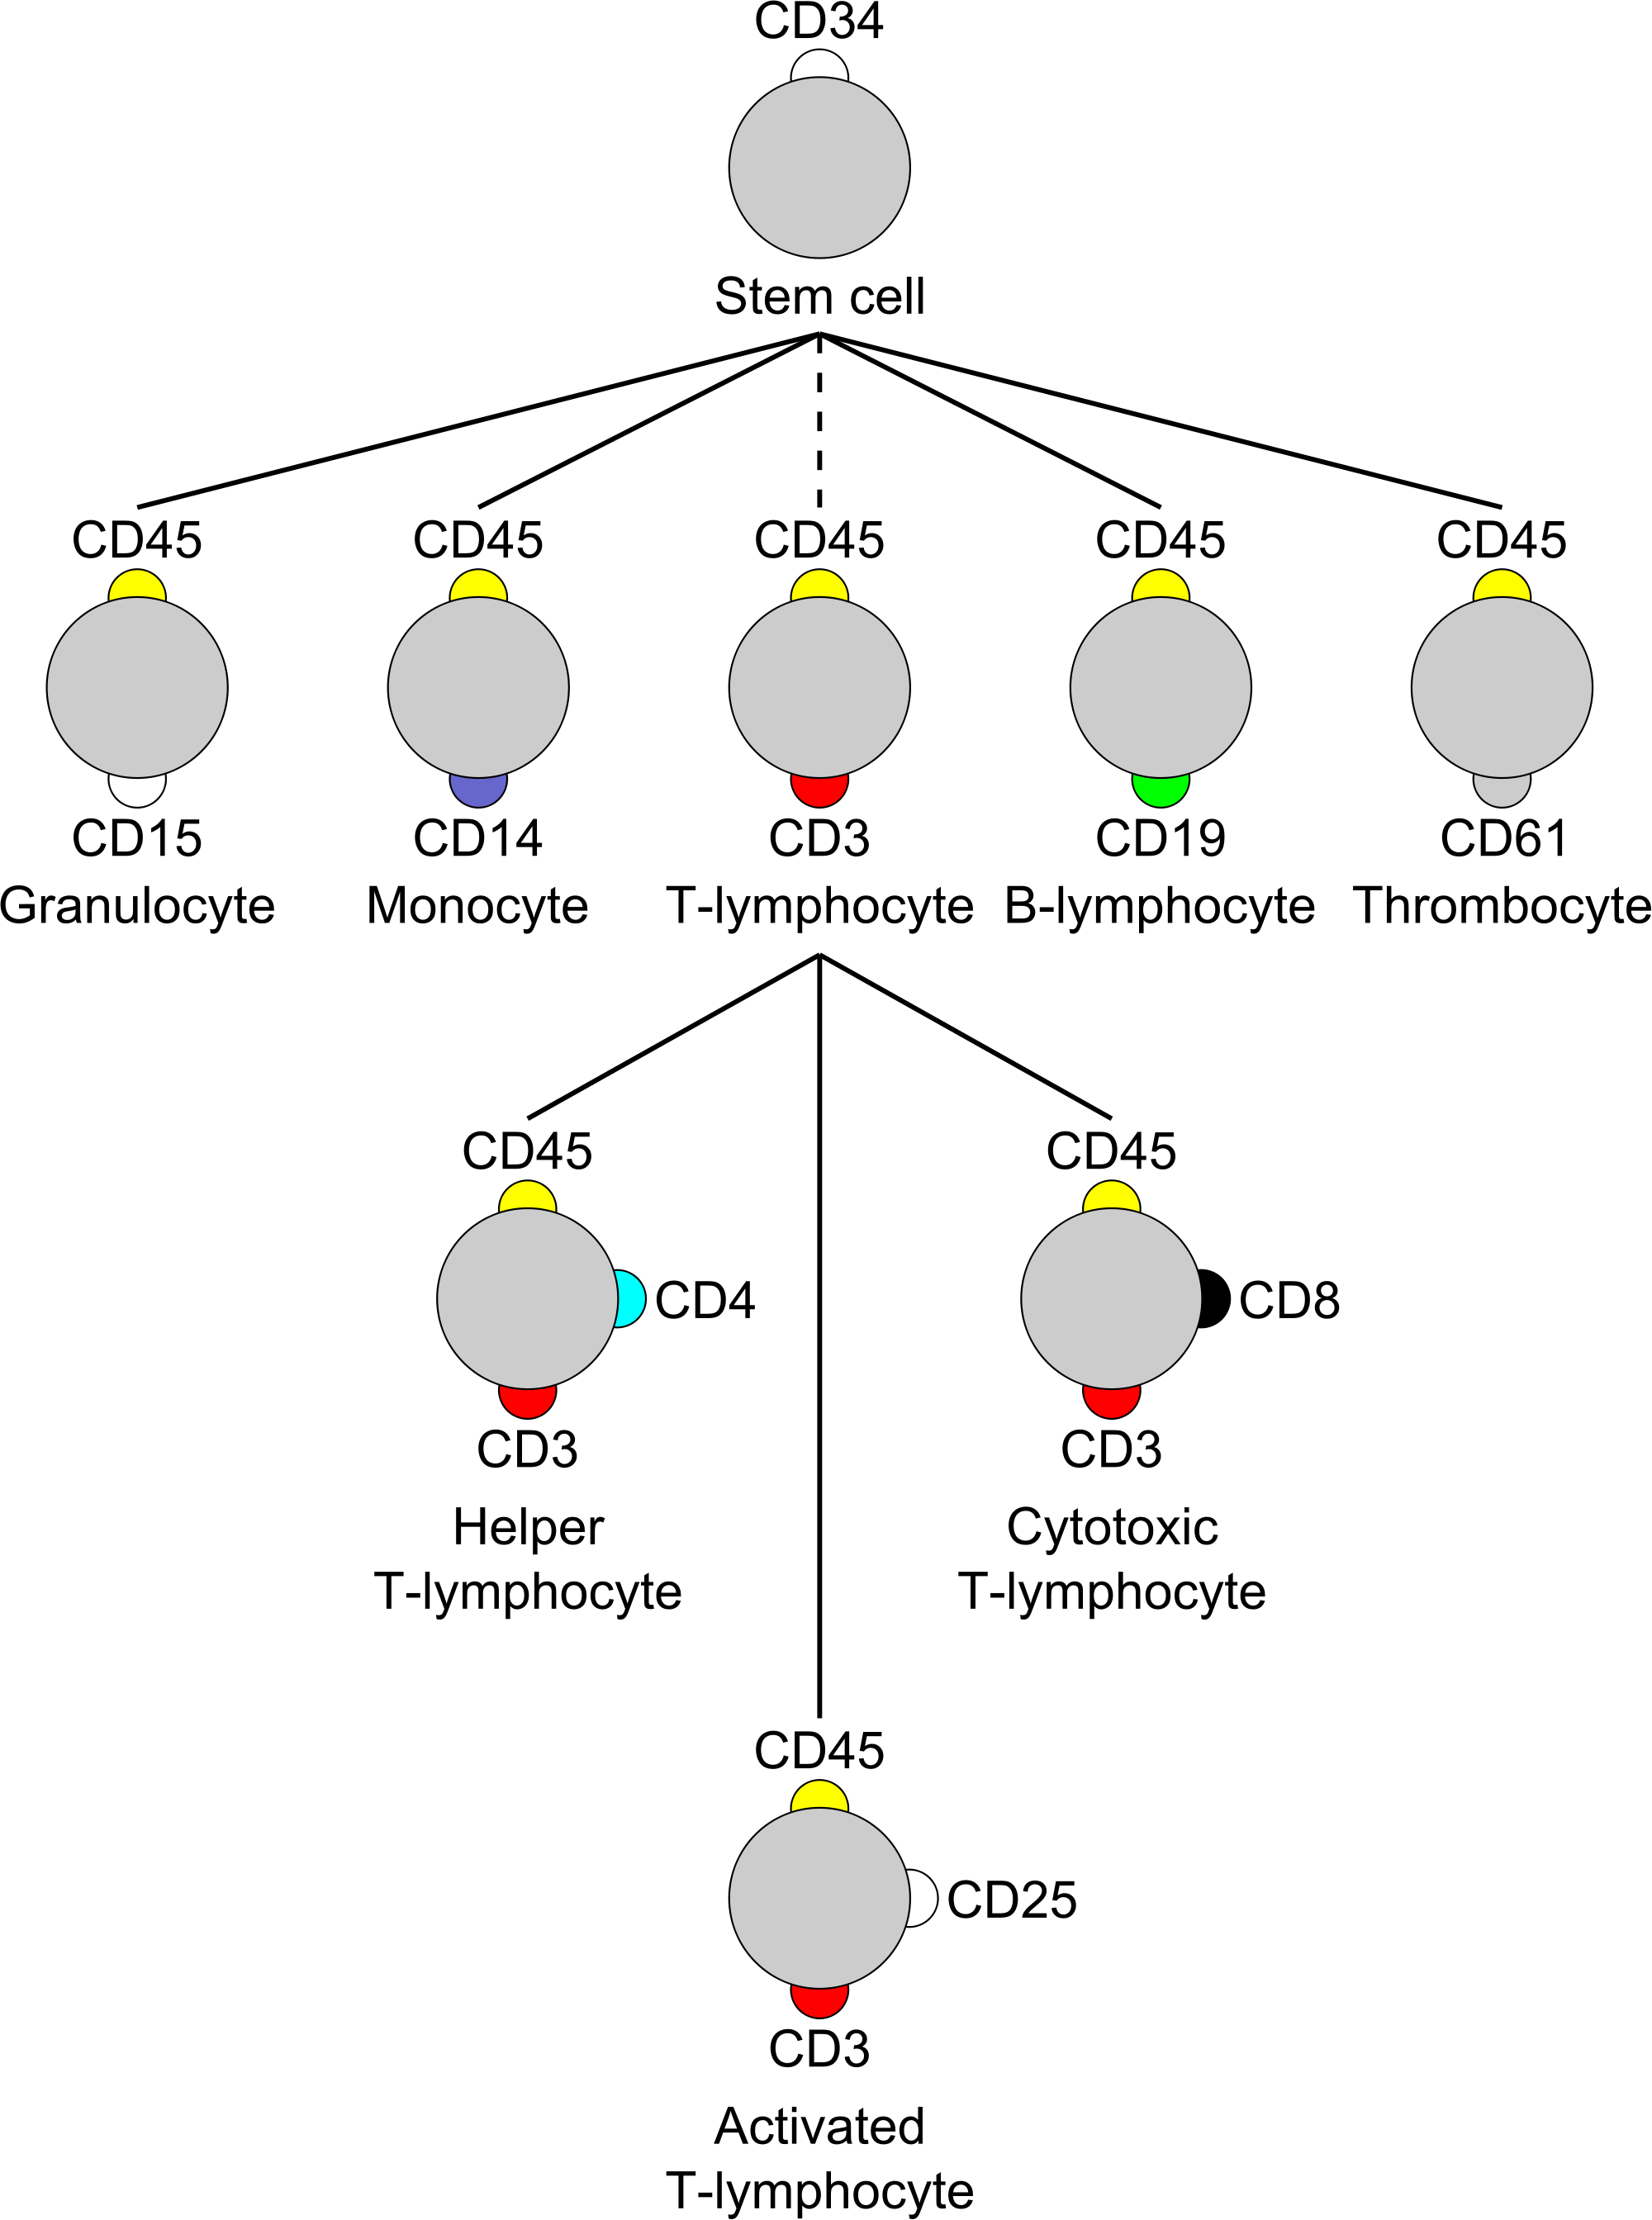 CD34
Stem cell
CD45 CD45 CD45 CD45 CD45
CD15 CD14 CD3 CD19 CD61
Granulocyte Monocyte T-lymphocyte B-lymphocyte Thrombocyte
CD45 CD45
CD4 CD8
CD3 CD3
Helper Cytotoxic
T-lymphocyte T-lymphocyte
CD45
CD25
CD3
Activated
T-lymphocyte